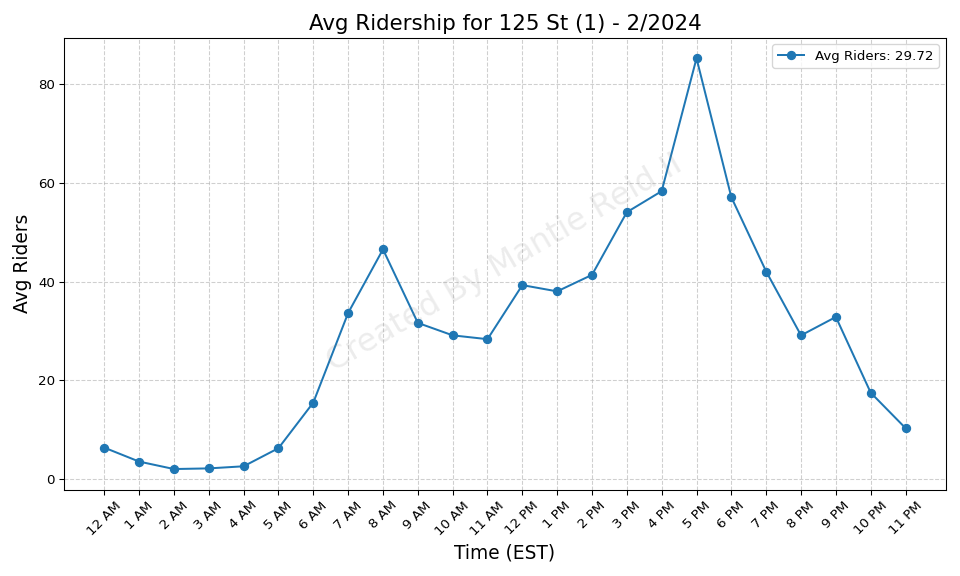 Avg Ridership for 125 St (1) - 2/2024
Avg Riders: 29.72
Avg Riders
80
60
40
20
0
Created By Mantie Reid II
12 AM
1 AM
2 AM
3 AM
4 AM
5 AM
6 AM
7 AM
8 AM
9 AM
10 AM
11 AM
12 PM
1 PM
2 PM
3 PM
4 PM
5 PM
6 PM
7 PM
8 PM
9 PM
10 PM
11 PM
Time (EST)